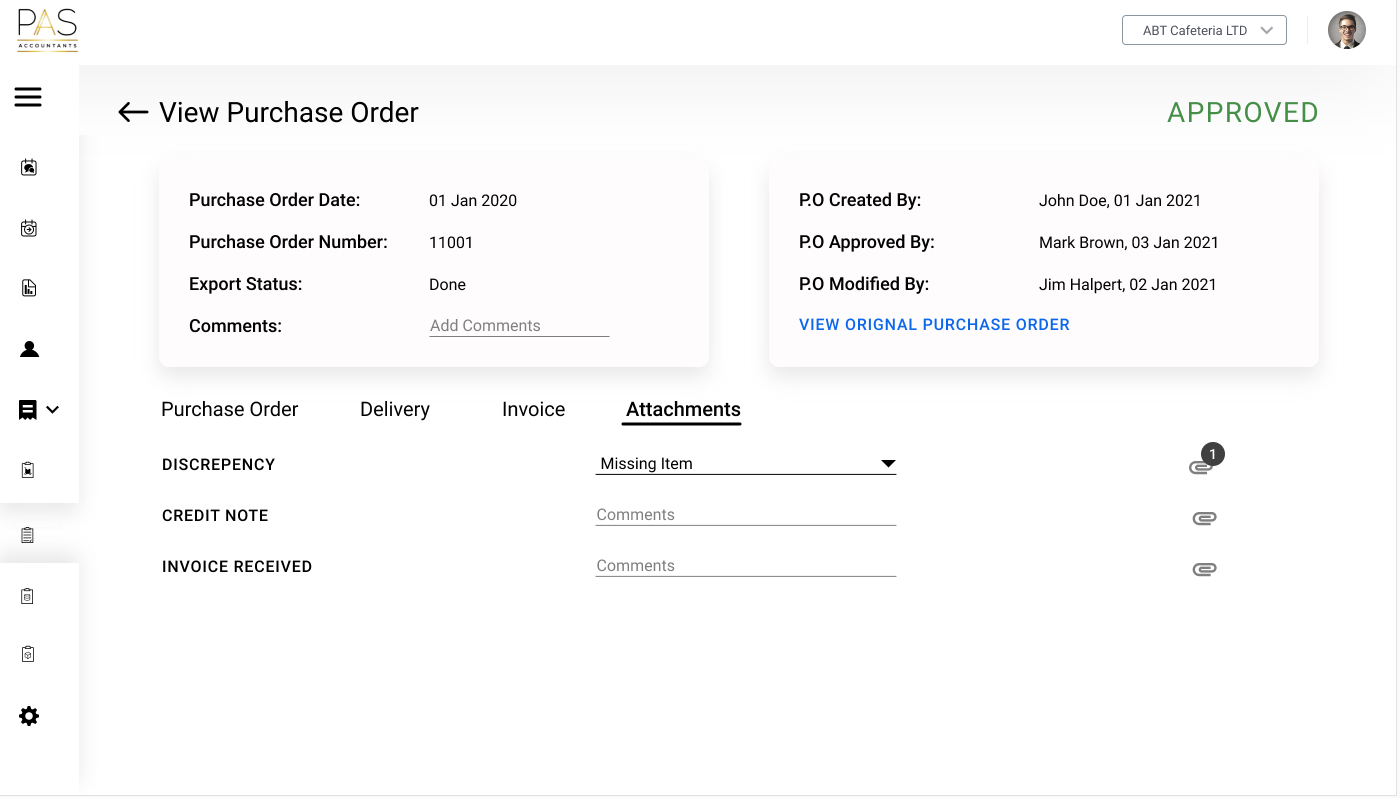 PAS
ACCOUNTANTS
ABT Cafeteria LTD
View Purchase Order
APPROVED
Purchase Order Date: 01 Jan 2020
Purchase Order Number: 11001
Export Status: Done
Comments: Add Comments
P.O Created By: John Doe, 01 Jan 2021
P.O Approved By: Mark Brown, 03 Jan 2021
P.O Modified By: Jim Halpert, 02 Jan 2021
VIEW ORIGNAL PURCHASE ORDER
Purchase Order Delivery Invoice Attachments
DISCREPENCY Missing Item 1
CREDIT NOTE Comments
INVOICE RECEIVED Comments